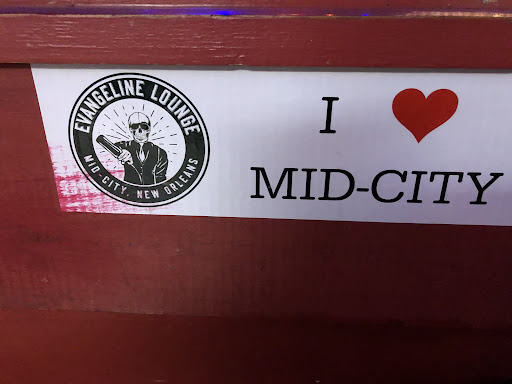 EVANGELINE LOUNGE
MID-CITY, NEW ORLEANS
I ❤
MID-CITY